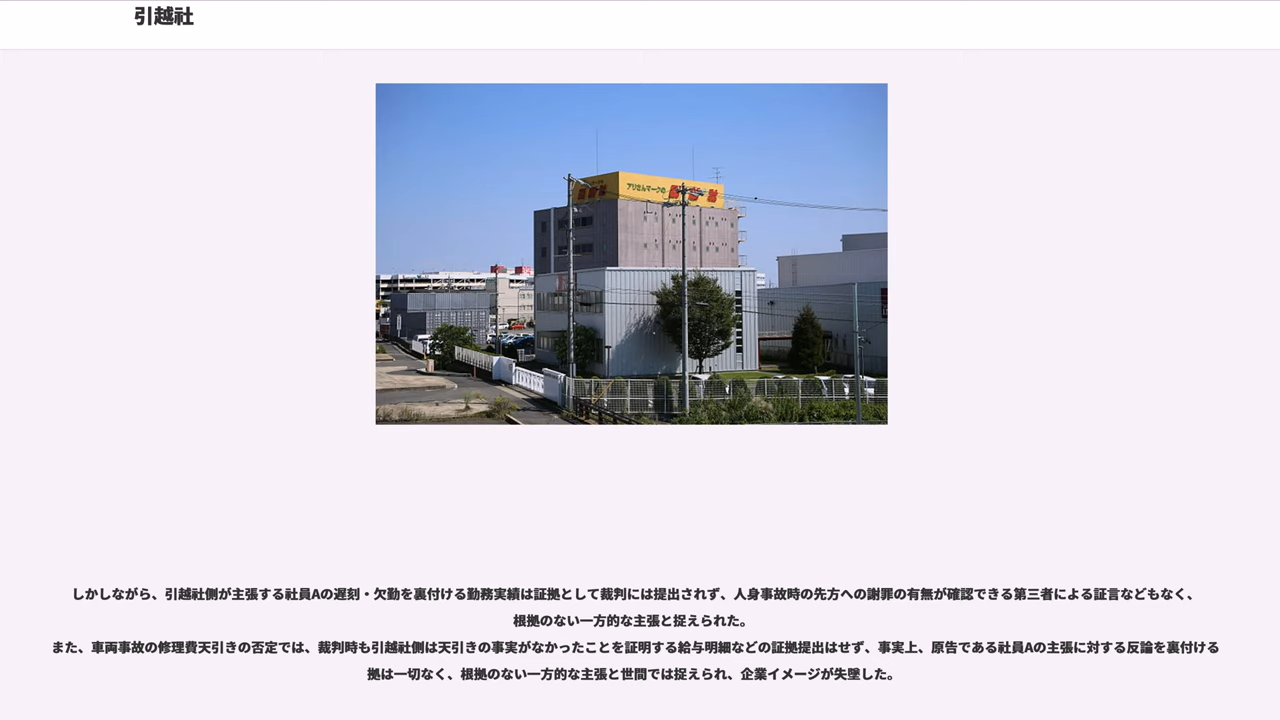 引越社
アリさんマークの
しかしながら、引越社側が主張する社員Aの遅刻・欠勤を裏付ける勤務実績は証拠として裁判には提出されず、人身事故時の先方への謝罪の有無が確認できる第三者による証言などもなく、
根拠のない一方的な主張と捉えられた。
また、車両事故の修理費天引きの否定では、裁判時も引越社側は天引きの事実がなかったことを証明する給与明細などの証拠提出はせず、事実上、原告である社員Aの主張に対する反論を裏付ける
拠は一切なく、根拠のない一方的な主張と世間では捉えられ、企業イメージが失墜した。